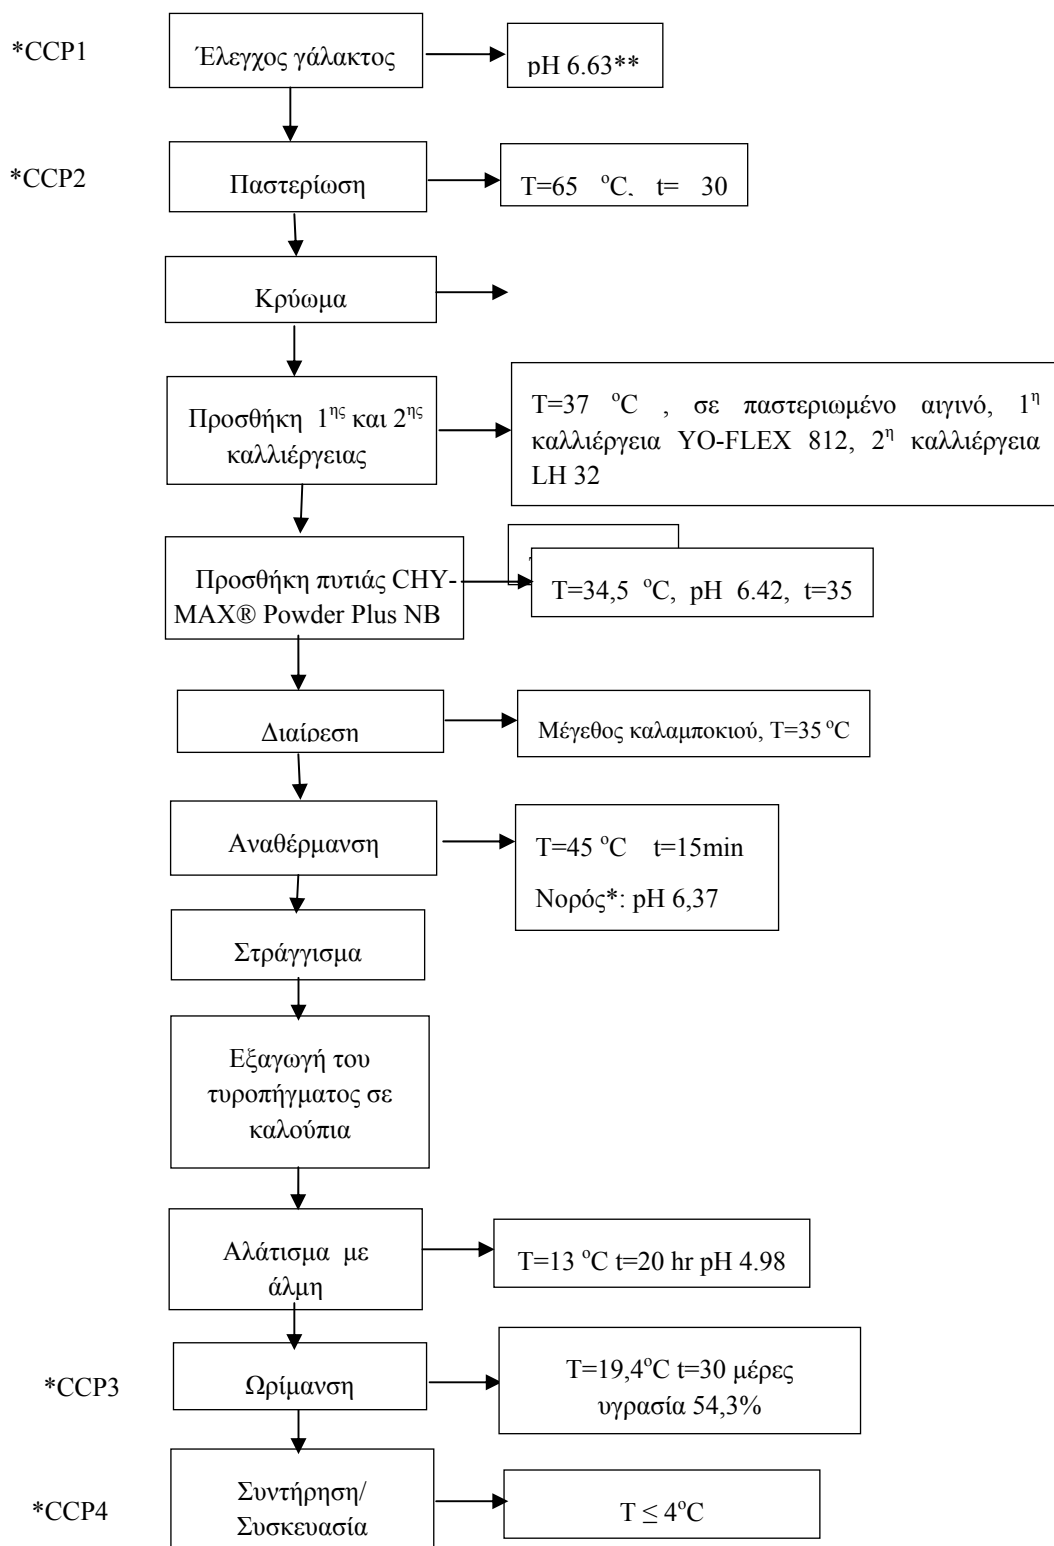 *CCP1
Έλεγχος γάλακτος
pH 6.63**
*CCP2
Παστερίωση
T=65 °C, t= 30
Κρύωμα
Προσθήκη 1ης και 2ης
καλλιέργειας
T=37 °C , σε παστεριωμένο αιγινό, 1η
καλλιέργεια YO-FLEX 812, 2η καλλιέργεια
LH 32
Προσθήκη πυτιάς CHY-
MAX® Powder Plus NB
T=34,5 °C, pH 6.42, t=35
Διαίρεση
Μέγεθος καλαμποκιού, T=35 °C
Αναθέρμανση
T=45 °C t=15min
Νορός*: pH 6,37
Στράγγισμα
Εξαγωγή του
τυροπήγματος σε
καλούπια
Αλάτισμα με
άλμη
T=13 °C t=20 hr pH 4.98
*CCP3
Ωρίμανση
T=19,4°C t=30 μέρες
υγρασία 54,3%
*CCP4
Συντήρηση/
Συσκευασία
T ≤ 4°C